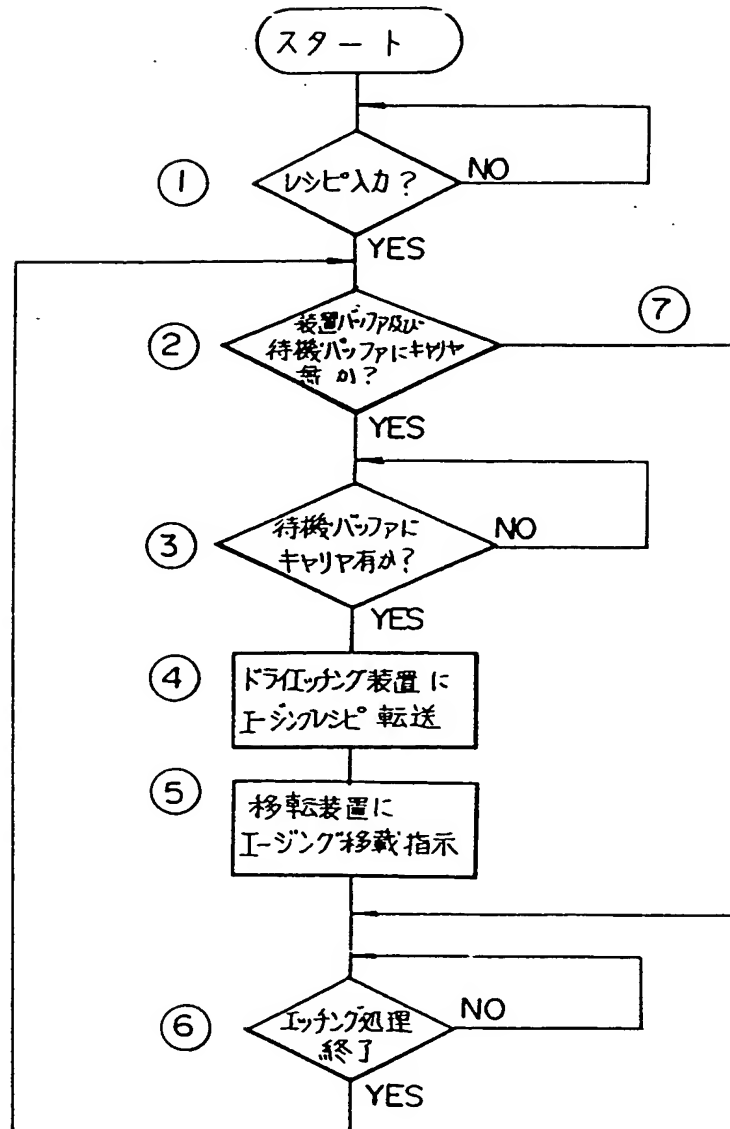 スタート
① レシピ入力? NO
YES
⑦
② 装置バッファ及び
待機バッファにキャリヤ
無か?
YES
③ 待機バッファに
キャリヤ有か? NO
YES
④ ドライエッチング装置に
エージングレシピ転送
⑤ 移転装置に
エージング移載指示
⑥ エッチング処理
終了 NO
YES